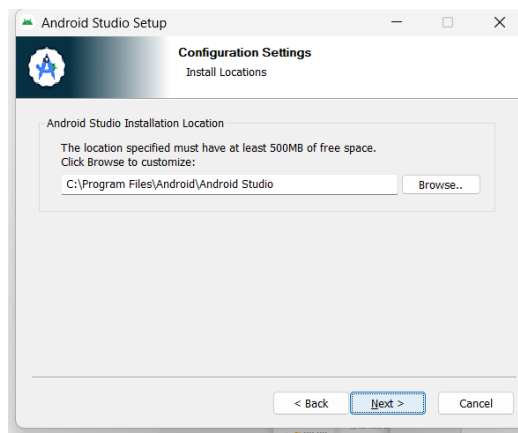 Android Studio Setup
Configuration Settings
Install Locations
Android Studio Installation Location
The location specified must have at least 500MB of free space.
Click Browse to customize:
C:\Program Files\Android\Android Studio
Browse..
< Back
Next >
Cancel